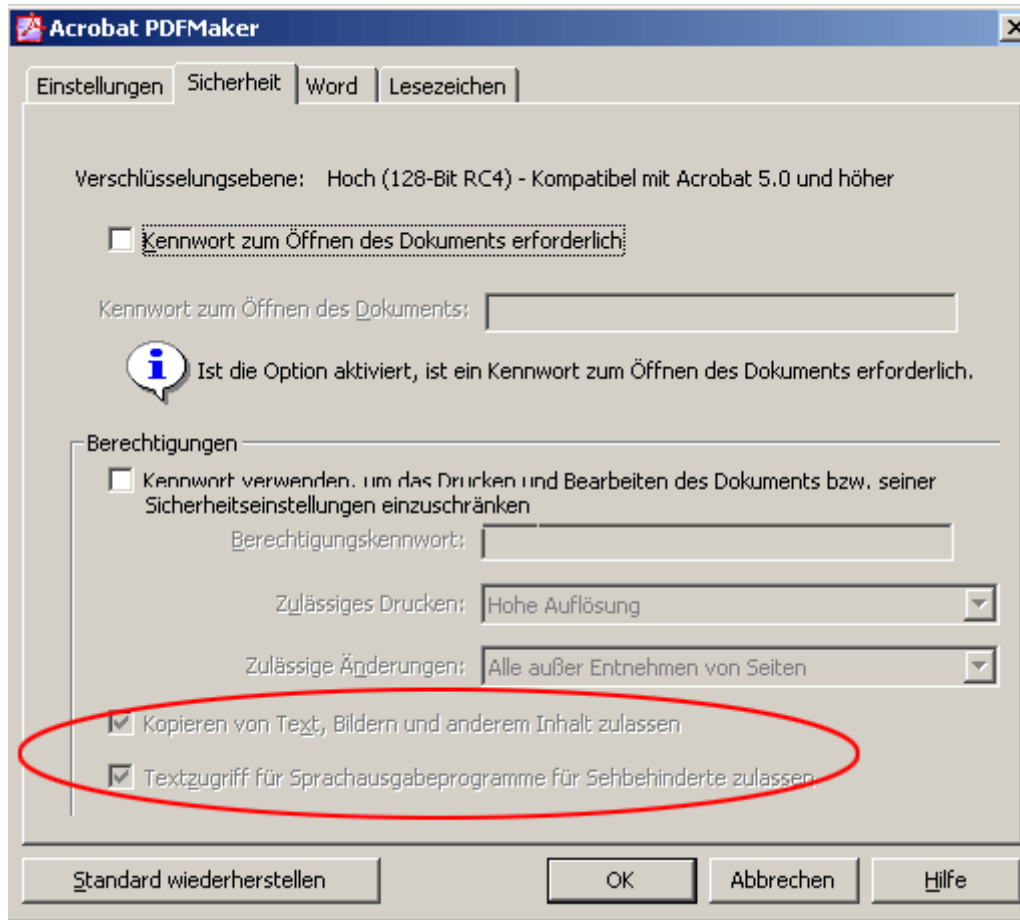 Acrobat PDFMaker
Einstellungen Sicherheit Word Lesezeichen
Verschlüsselungsebene: Hoch (128-Bit RC4) - Kompatibel mit Acrobat 5.0 und höher
Kennwort zum Öffnen des Dokuments erforderlich
Kennwort zum Öffnen des Dokuments:
Ist die Option aktiviert, ist ein Kennwort zum Öffnen des Dokuments erforderlich.
Berechtigungen
Kennwort verwenden, um das Drucken und Bearbeiten des Dokuments bzw. seiner
Sicherheitseinstellungen einzuschränken
Berechtigungskennwort:
Zulässiges Drucken: Hohe Auflösung
Zulässige Änderungen: Alle außer Entnehmen von Seiten
Kopieren von Text, Bildern und anderem Inhalt zulassen
Textzugriff für Sprachausgabeprogramme für Sehbehinderte zulassen
Standard wiederherstellen OK Abbrechen Hilfe